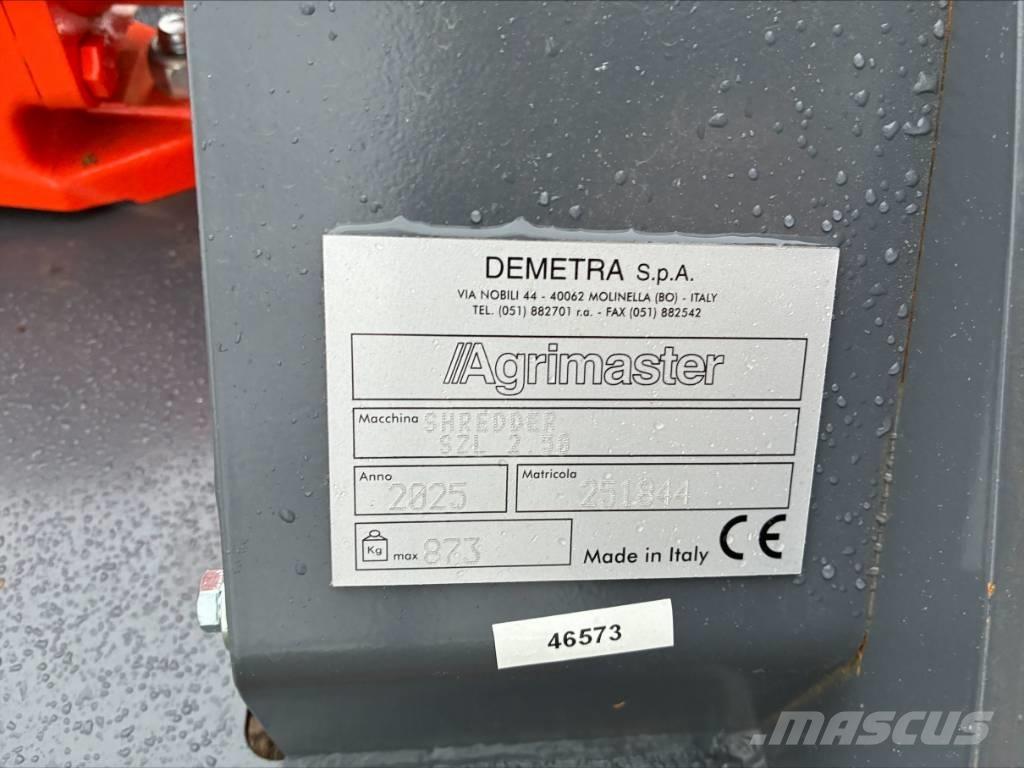 DEMETRA S.p.A.
VIA NOBILI 44 - 40062 MOLINELLA (BO) - ITALY
TEL. (051) 882701 r.a. - FAX (051) 882542
Agrimaster
Macchina SHREDDER
SZL 2.50
Anno 2025
Matricola 251844
Kg max 873
Made in Italy CE
46573
MASCUS